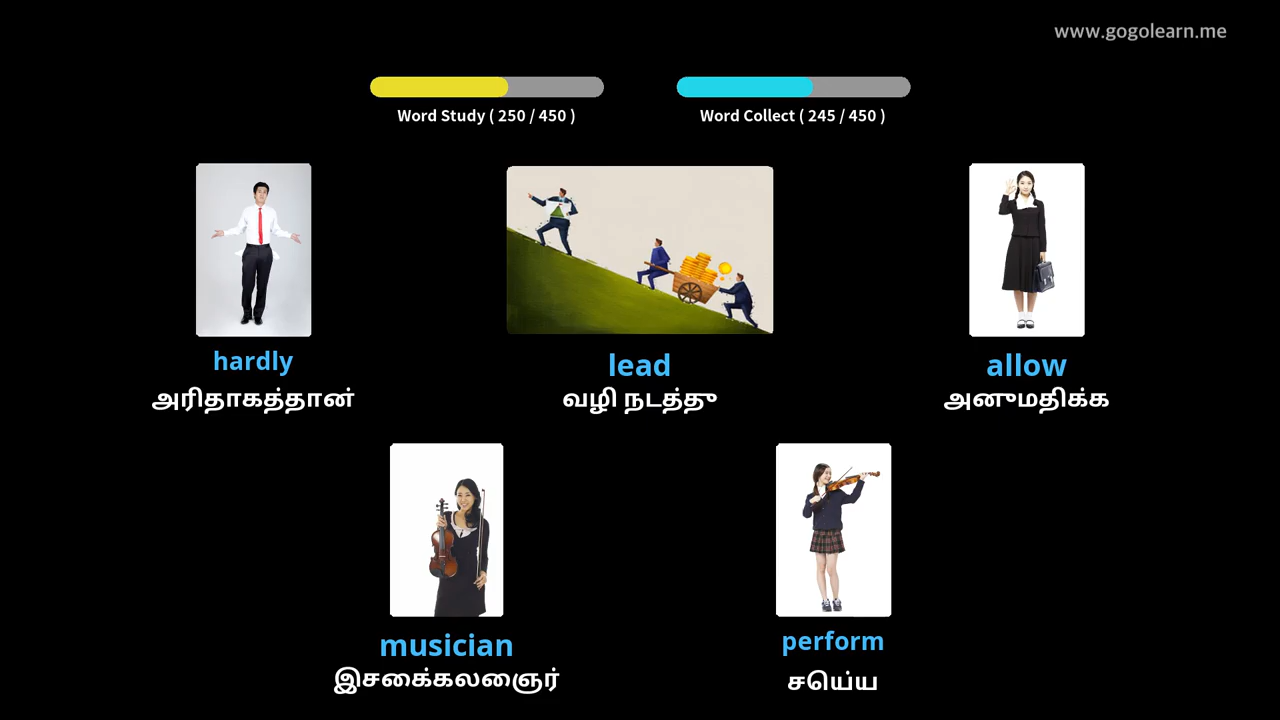 www.gogolearn.me
Word Study ( 250 / 450 )
Word Collect ( 245 / 450 )
hardly
அரிதாகத்தான்
lead
வழி நடத்து
allow
அனுமதிக்க
musician
இசைக்கலைஞர்
perform
செய்ய